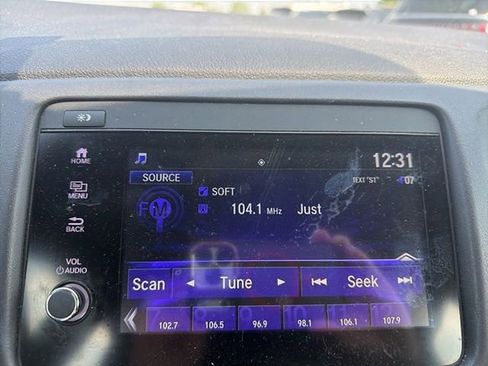 12:31
HOME
SOURCE
TEXT "ST" 07
SOFT
MENU
FM
104.1 MHz Just
BACK
VOL
AUDIO
Scan Tune Seek
102.7 106.5 96.9 98.1 106.1 107.9